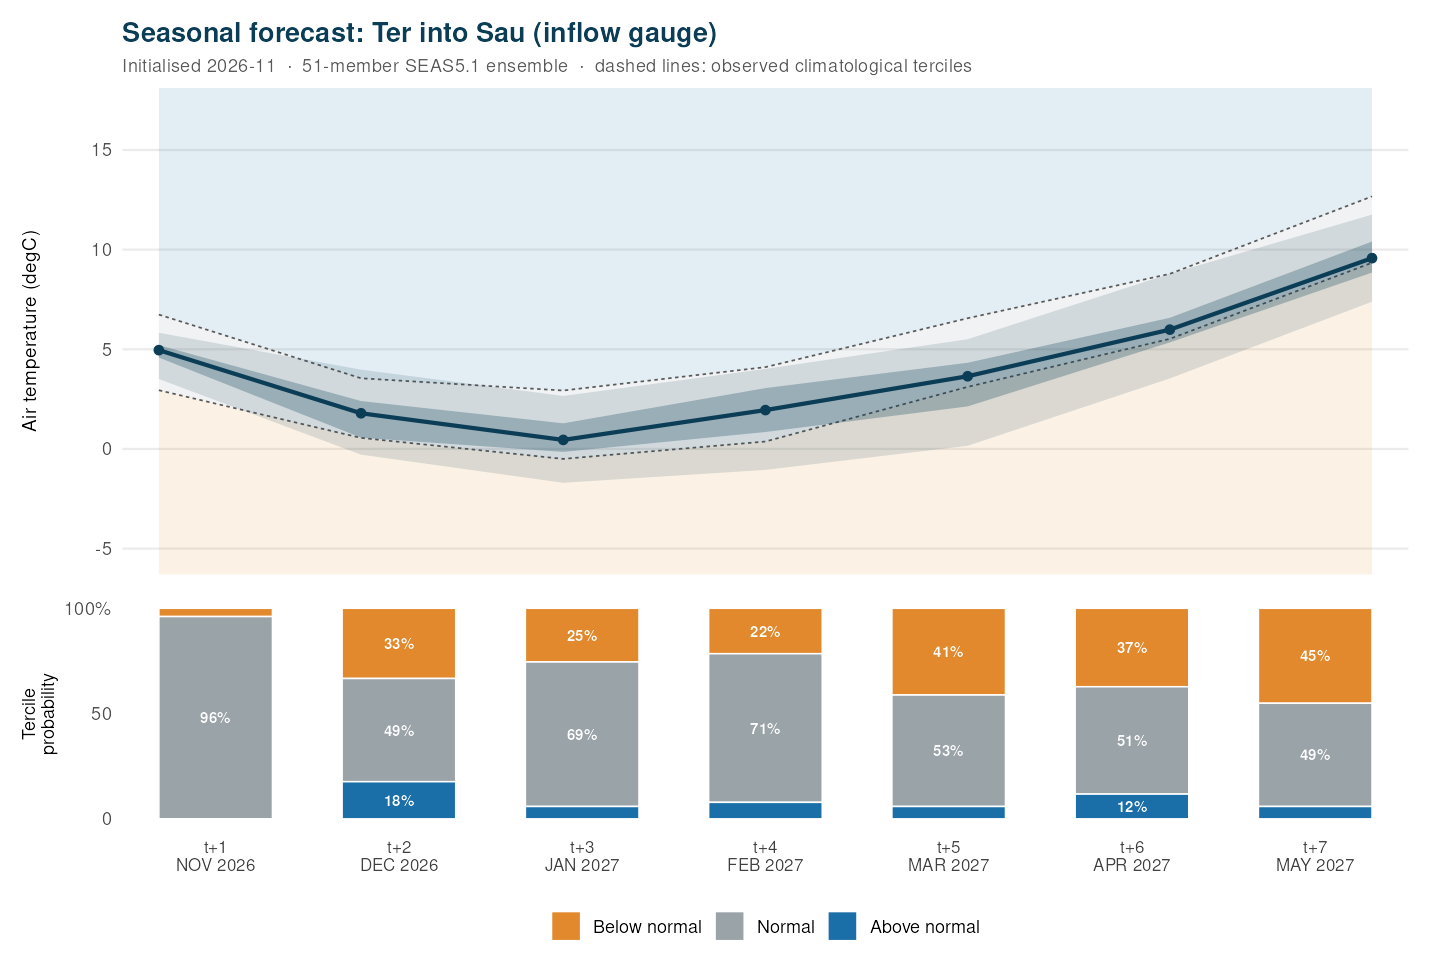 Seasonal forecast: Ter into Sau (inflow gauge)
Initialised 2026-11 · 51-member SEAS5.1 ensemble · dashed lines: observed climatological terciles
Air temperature (degC)
15
10
5
0
-5
Tercile
probability
100%
50
0
96%
33%
49%
18%
25%
69%
22%
71%
41%
53%
37%
51%
12%
45%
49%
t+1
NOV 2026
t+2
DEC 2026
t+3
JAN 2027
t+4
FEB 2027
t+5
MAR 2027
t+6
APR 2027
t+7
MAY 2027
Below normal
Normal
Above normal